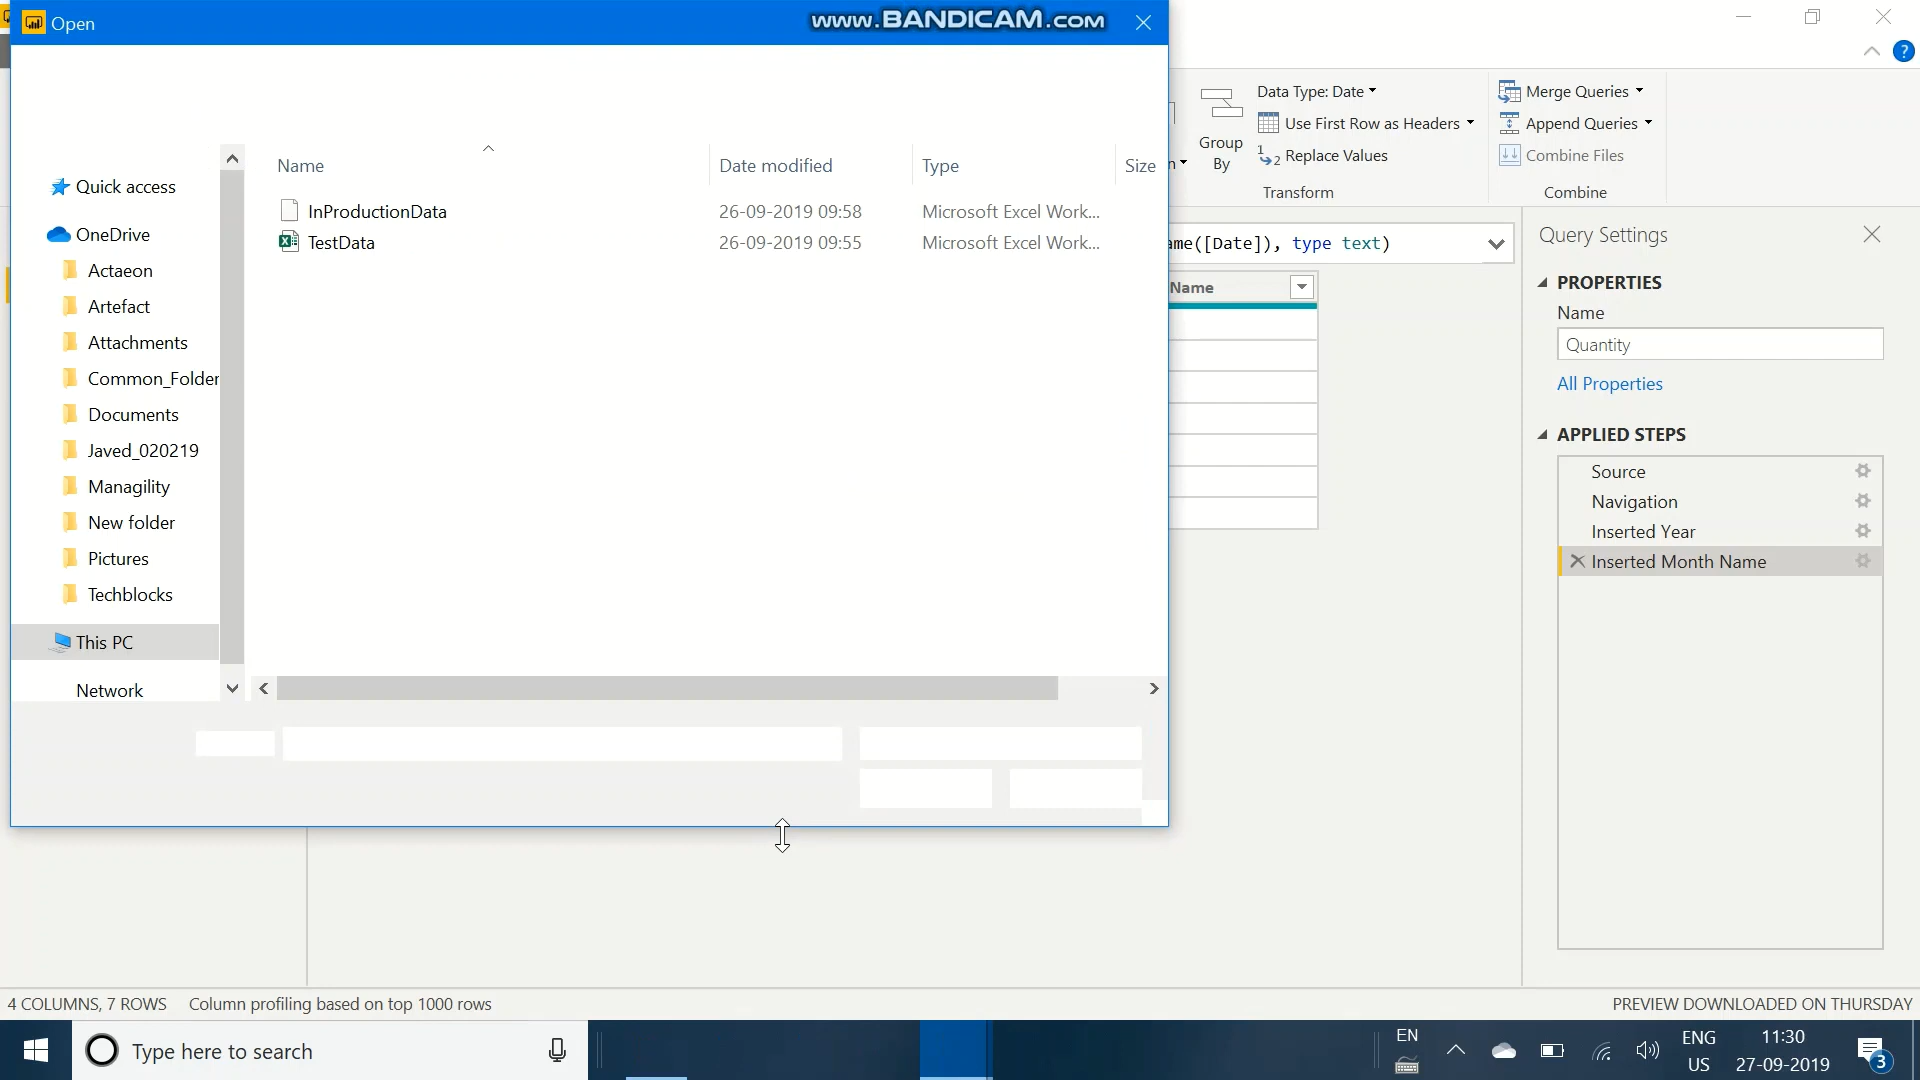 Open
www.BANDICAM.com
Name
Date modified
Type
Size
InProductionData
26-09-2019 09:58
Microsoft Excel Work...
TestData
26-09-2019 09:55
Microsoft Excel Work...
Quick access
OneDrive
Actaeon
Artefact
Attachments
Common_Folder
Documents
Javed_020219
Managility
New folder
Pictures
Techblocks
This PC
Network
Group
By
Data Type: Date
Use First Row as Headers
1 2 Replace Values
Transform
Merge Queries
Append Queries
Combine Files
Combine
ame([Date]), type text)
Name
Query Settings
PROPERTIES
Name
Quantity
All Properties
APPLIED STEPS
Source
Navigation
Inserted Year
Inserted Month Name
4 COLUMNS, 7 ROWS
Column profiling based on top 1000 rows
PREVIEW DOWNLOADED ON THURSDAY
Type here to search
EN
ENG
US
11:30
27-09-2019
3